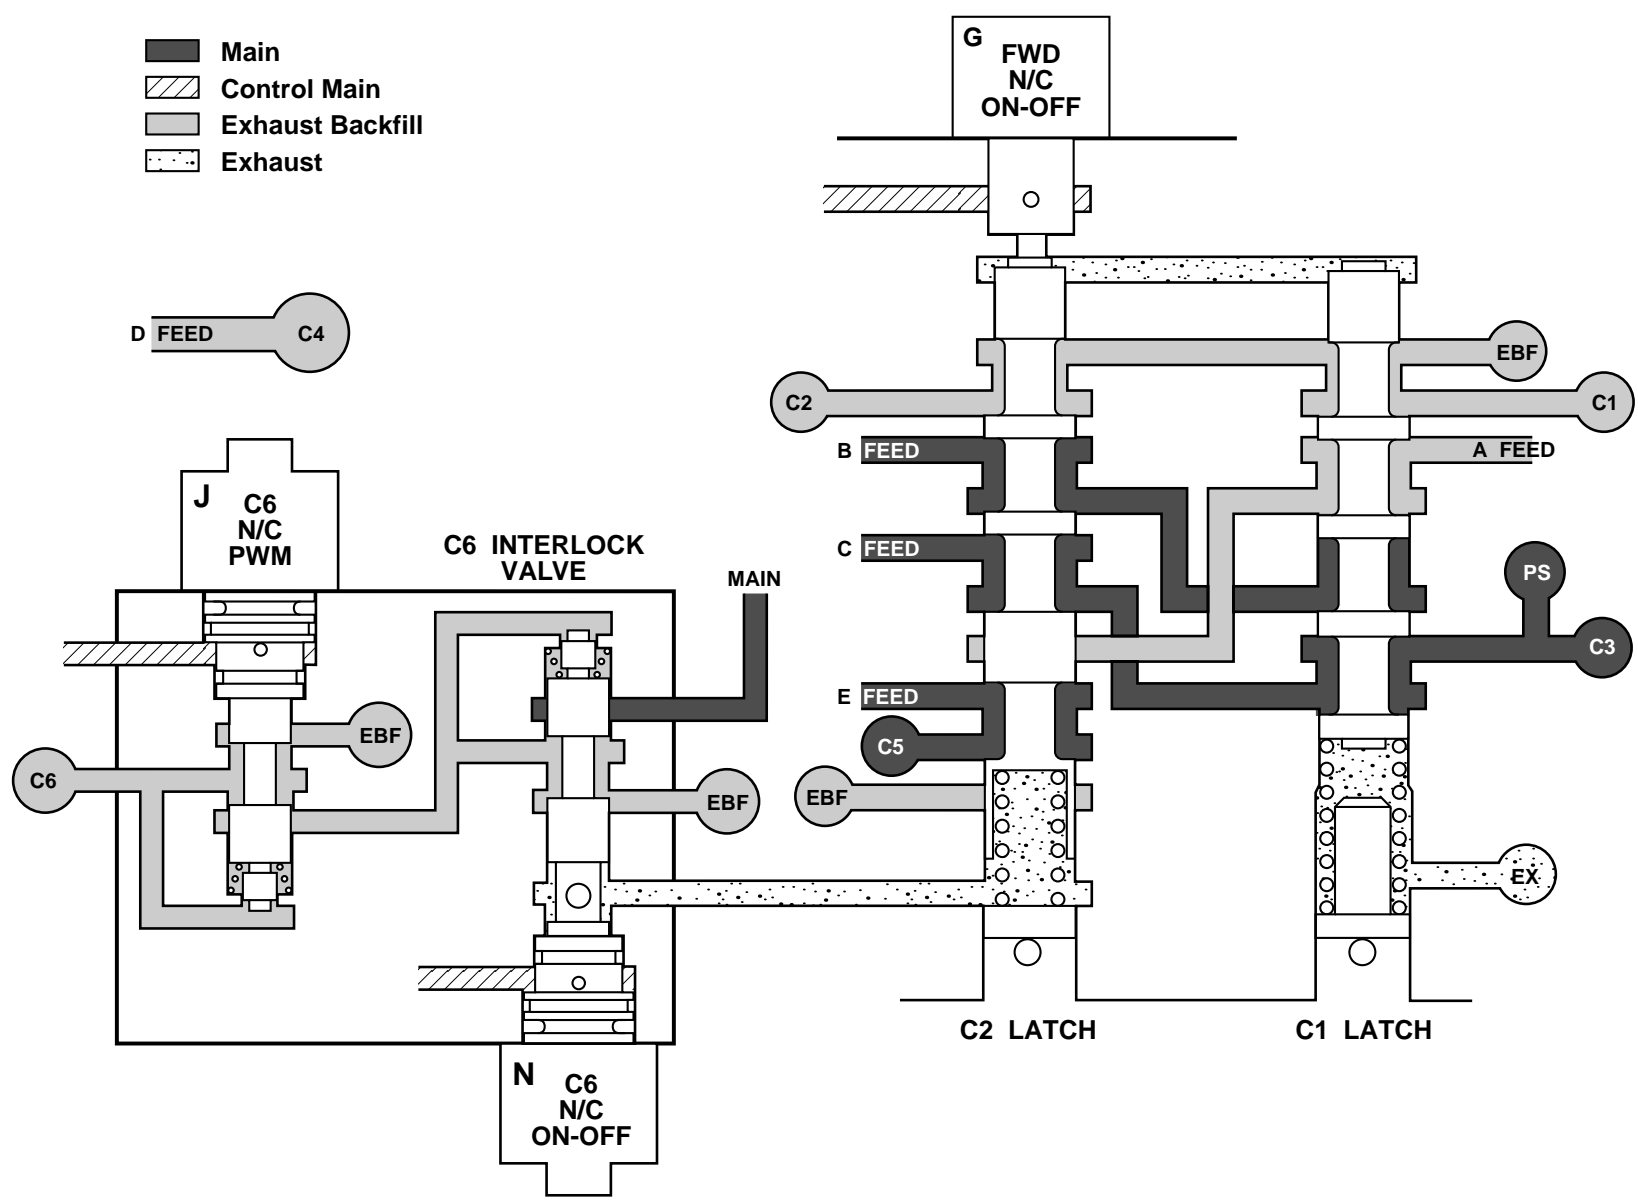 Main
Control Main
Exhaust Backfill
Exhaust
G
FWD
N/C
ON-OFF
D FEED C4
EBF
C2
C1
B FEED
A FEED
J
C6
N/C
PWM
C6 INTERLOCK
VALVE
MAIN
C FEED
PS
C3
E FEED
C5
EBF
C6
EBF
EBF
EX
C2 LATCH
C1 LATCH
N
C6
N/C
ON-OFF